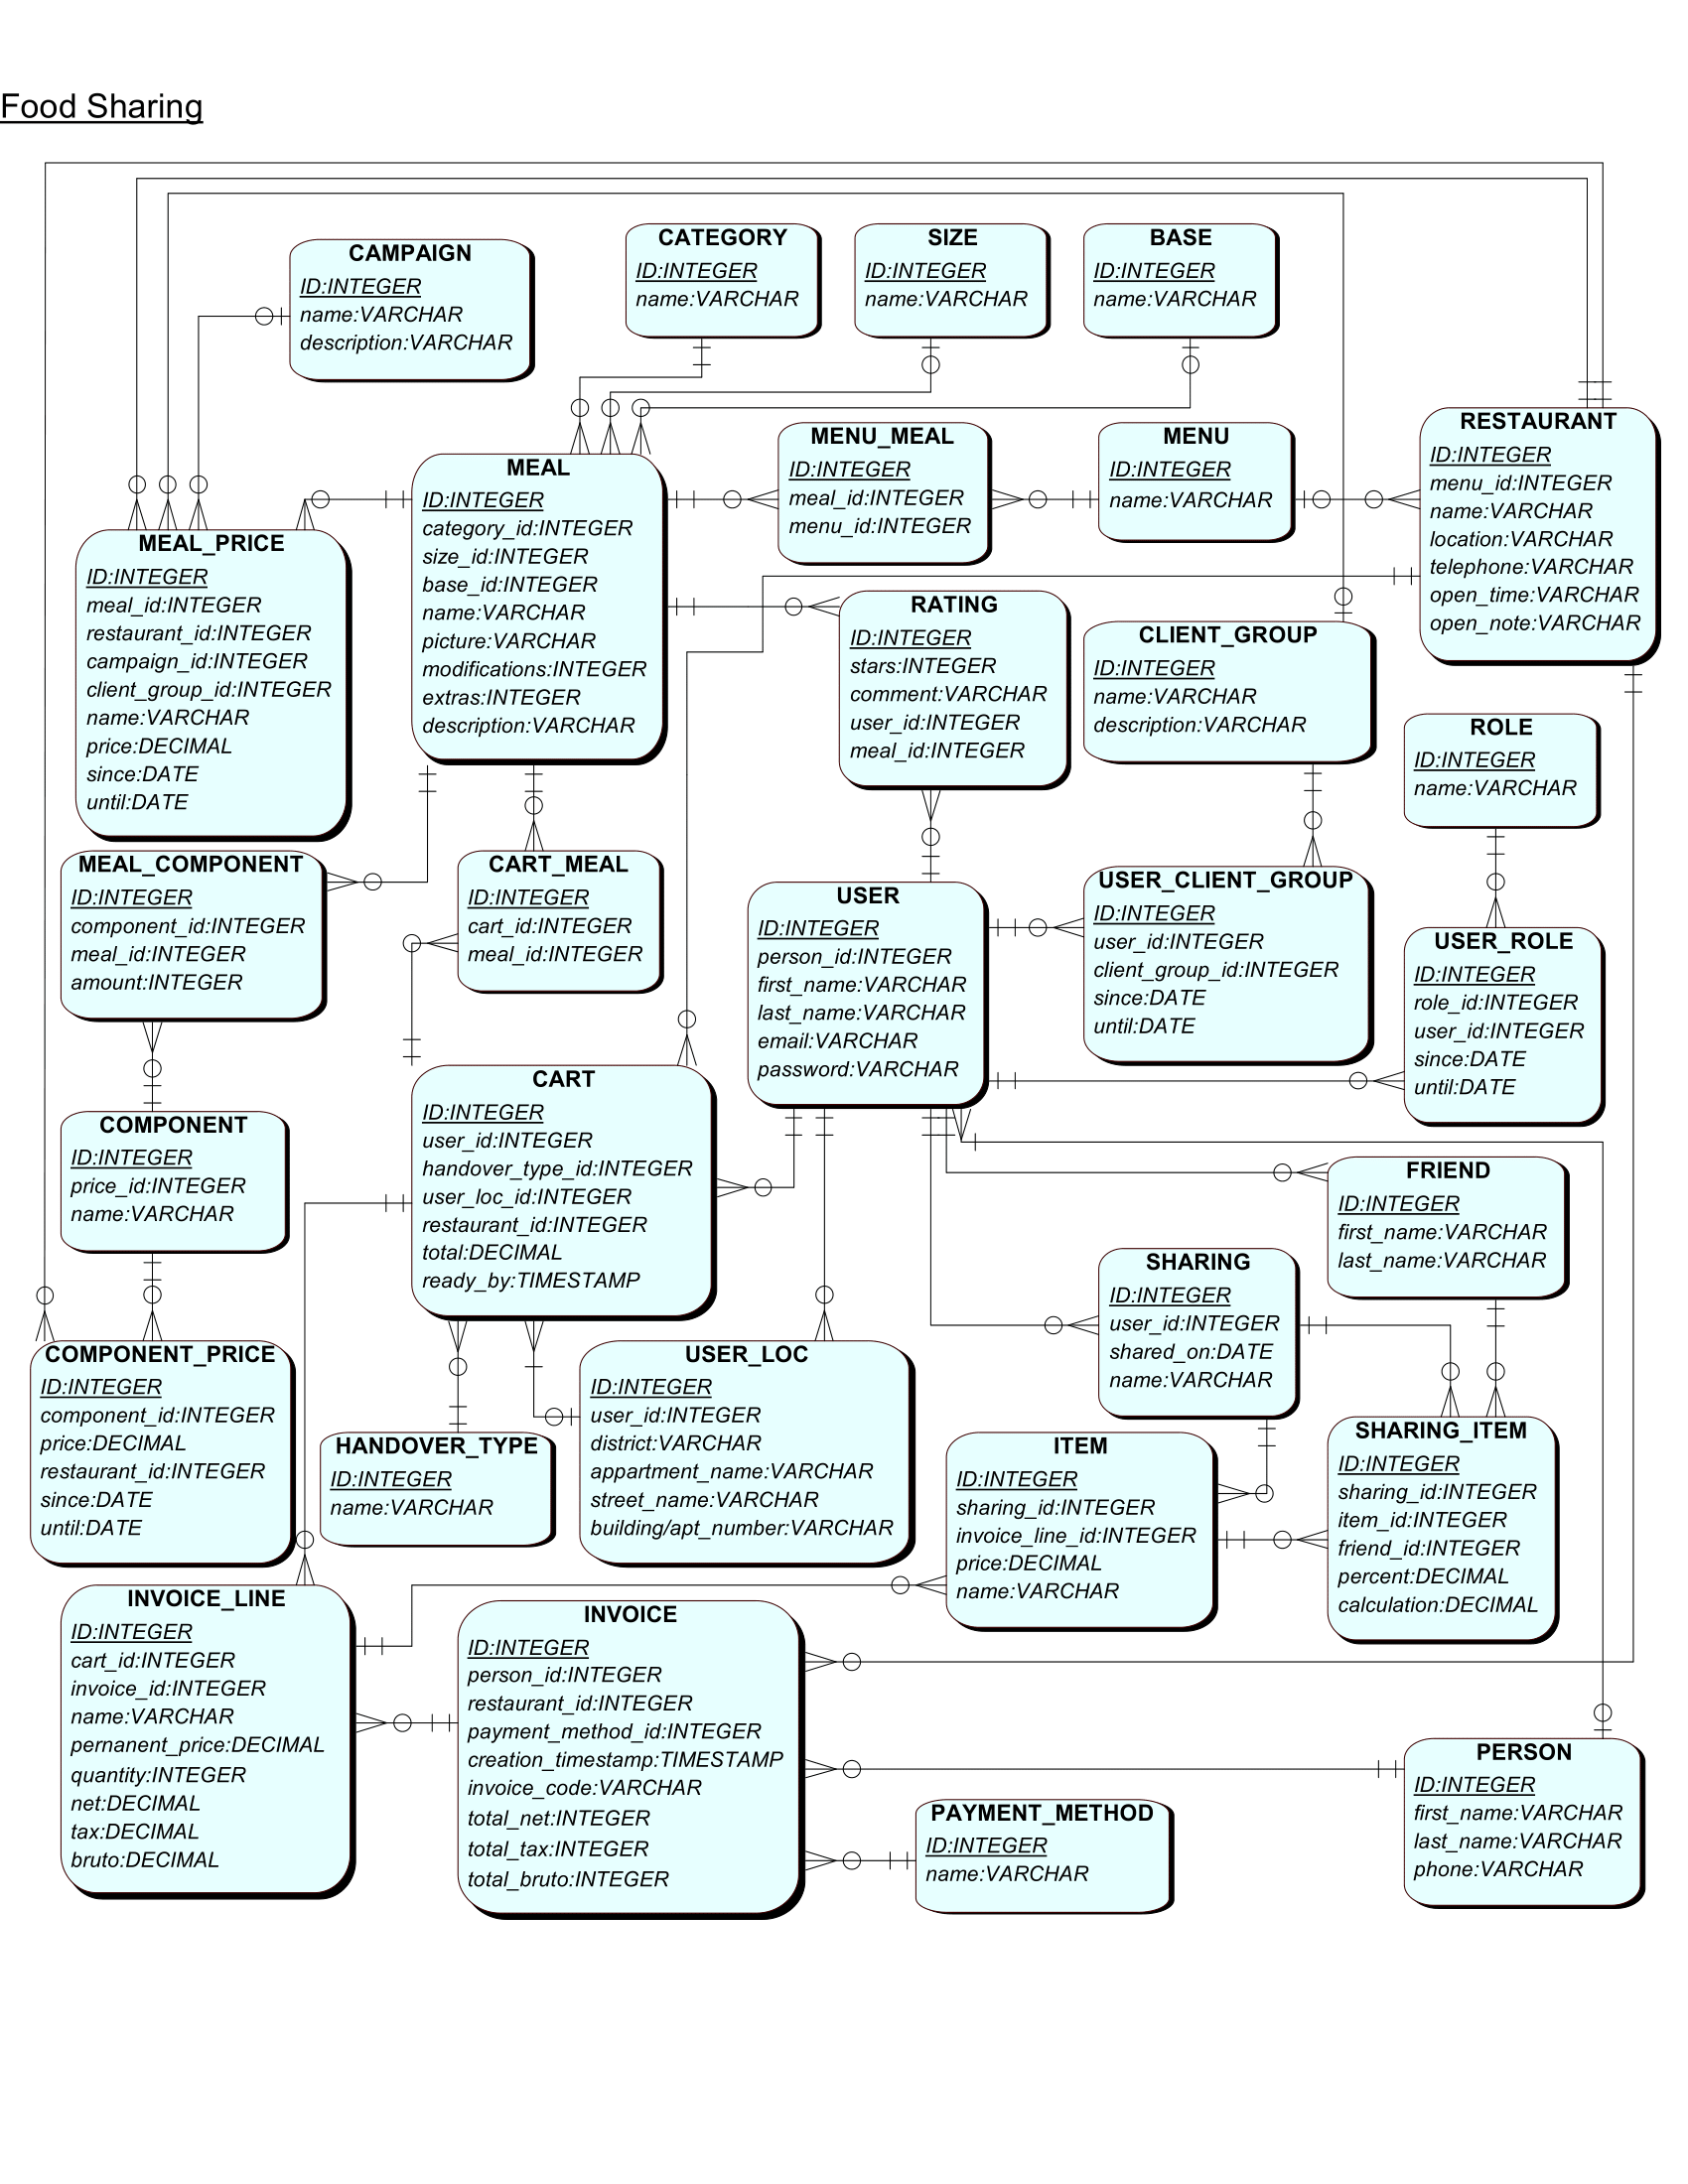 Food Sharing
CAMPAIGN
ID:INTEGER
name:VARCHAR
description:VARCHAR
CATEGORY
ID:INTEGER
name:VARCHAR
SIZE
ID:INTEGER
name:VARCHAR
BASE
ID:INTEGER
name:VARCHAR
MEAL_PRICE
ID:INTEGER
meal_id:INTEGER
restaurant_id:INTEGER
campaign_id:INTEGER
client_group_id:INTEGER
name:VARCHAR
price:DECIMAL
since:DATE
until:DATE
MEAL
ID:INTEGER
category_id:INTEGER
size_id:INTEGER
base_id:INTEGER
name:VARCHAR
picture:VARCHAR
modifications:INTEGER
extras:INTEGER
description:VARCHAR
MENU_MEAL
ID:INTEGER
meal_id:INTEGER
menu_id:INTEGER
MENU
ID:INTEGER
name:VARCHAR
RESTAURANT
ID:INTEGER
menu_id:INTEGER
name:VARCHAR
location:VARCHAR
telephone:VARCHAR
open_time:VARCHAR
open_note:VARCHAR
RATING
ID:INTEGER
stars:INTEGER
comment:VARCHAR
user_id:INTEGER
meal_id:INTEGER
CLIENT_GROUP
ID:INTEGER
name:VARCHAR
description:VARCHAR
ROLE
ID:INTEGER
name:VARCHAR
MEAL_COMPONENT
ID:INTEGER
component_id:INTEGER
meal_id:INTEGER
amount:INTEGER
CART_MEAL
ID:INTEGER
cart_id:INTEGER
meal_id:INTEGER
USER
ID:INTEGER
person_id:INTEGER
first_name:VARCHAR
last_name:VARCHAR
email:VARCHAR
password:VARCHAR
USER_CLIENT_GROUP
ID:INTEGER
user_id:INTEGER
client_group_id:INTEGER
since:DATE
until:DATE
USER_ROLE
ID:INTEGER
role_id:INTEGER
user_id:INTEGER
since:DATE
until:DATE
COMPONENT
ID:INTEGER
price_id:INTEGER
name:VARCHAR
CART
ID:INTEGER
user_id:INTEGER
handover_type_id:INTEGER
user_loc_id:INTEGER
restaurant_id:INTEGER
total:DECIMAL
ready_by:TIMESTAMP
FRIEND
ID:INTEGER
first_name:VARCHAR
last_name:VARCHAR
SHARING
ID:INTEGER
user_id:INTEGER
shared_on:DATE
name:VARCHAR
COMPONENT_PRICE
ID:INTEGER
component_id:INTEGER
price:DECIMAL
restaurant_id:INTEGER
since:DATE
until:DATE
HANDOVER_TYPE
ID:INTEGER
name:VARCHAR
USER_LOC
ID:INTEGER
user_id:INTEGER
district:VARCHAR
appartment_name:VARCHAR
street_name:VARCHAR
building/apt_number:VARCHAR
ITEM
ID:INTEGER
sharing_id:INTEGER
invoice_line_id:INTEGER
price:DECIMAL
name:VARCHAR
SHARING_ITEM
ID:INTEGER
sharing_id:INTEGER
item_id:INTEGER
friend_id:INTEGER
percent:DECIMAL
calculation:DECIMAL
INVOICE_LINE
ID:INTEGER
cart_id:INTEGER
invoice_id:INTEGER
name:VARCHAR
pernanent_price:DECIMAL
quantity:INTEGER
net:DECIMAL
tax:DECIMAL
bruto:DECIMAL
INVOICE
ID:INTEGER
person_id:INTEGER
restaurant_id:INTEGER
payment_method_id:INTEGER
creation_timestamp:TIMESTAMP
invoice_code:VARCHAR
total_net:INTEGER
total_tax:INTEGER
total_bruto:INTEGER
PAYMENT_METHOD
ID:INTEGER
name:VARCHAR
PERSON
ID:INTEGER
first_name:VARCHAR
last_name:VARCHAR
phone:VARCHAR